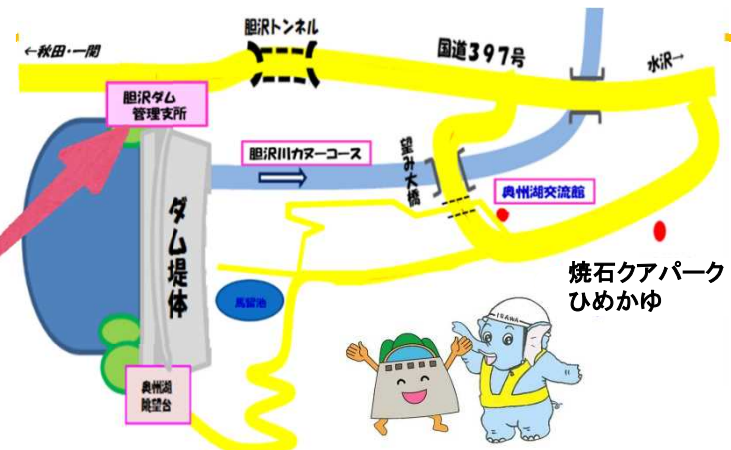 ←秋田・一関
胆沢トンネル
国道397号
水沢→
胆沢ダム
管理支所
胆沢川カヌーコース
望み大橋
奥州湖交流館
ダム堤体
馬留池
焼石クアパーク
ひめかゆ
ISAWA
奥州湖
眺望台